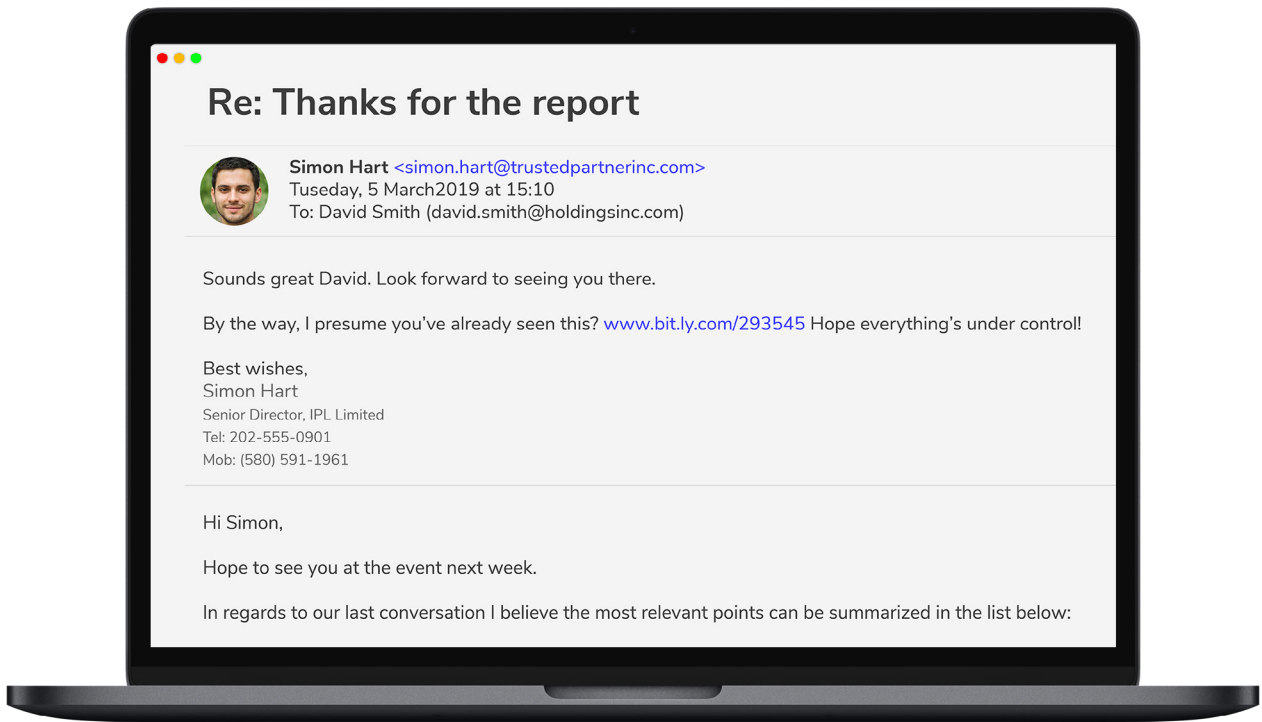 Re: Thanks for the report
Simon Hart <simon.hart@trustedpartnerinc.com>
Tuseday, 5 March2019 at 15:10
To: David Smith (david.smith@holdingsinc.com)
Sounds great David. Look forward to seeing you there.
By the way, I presume you’ve already seen this? www.bit.ly.com/293545 Hope everything’s under control!
Best wishes,
Simon Hart
Senior Director, IPL Limited
Tel: 202-555-0901
Mob: (580) 591-1961
Hi Simon,
Hope to see you at the event next week.
In regards to our last conversation I believe the most relevant points can be summarized in the list below: